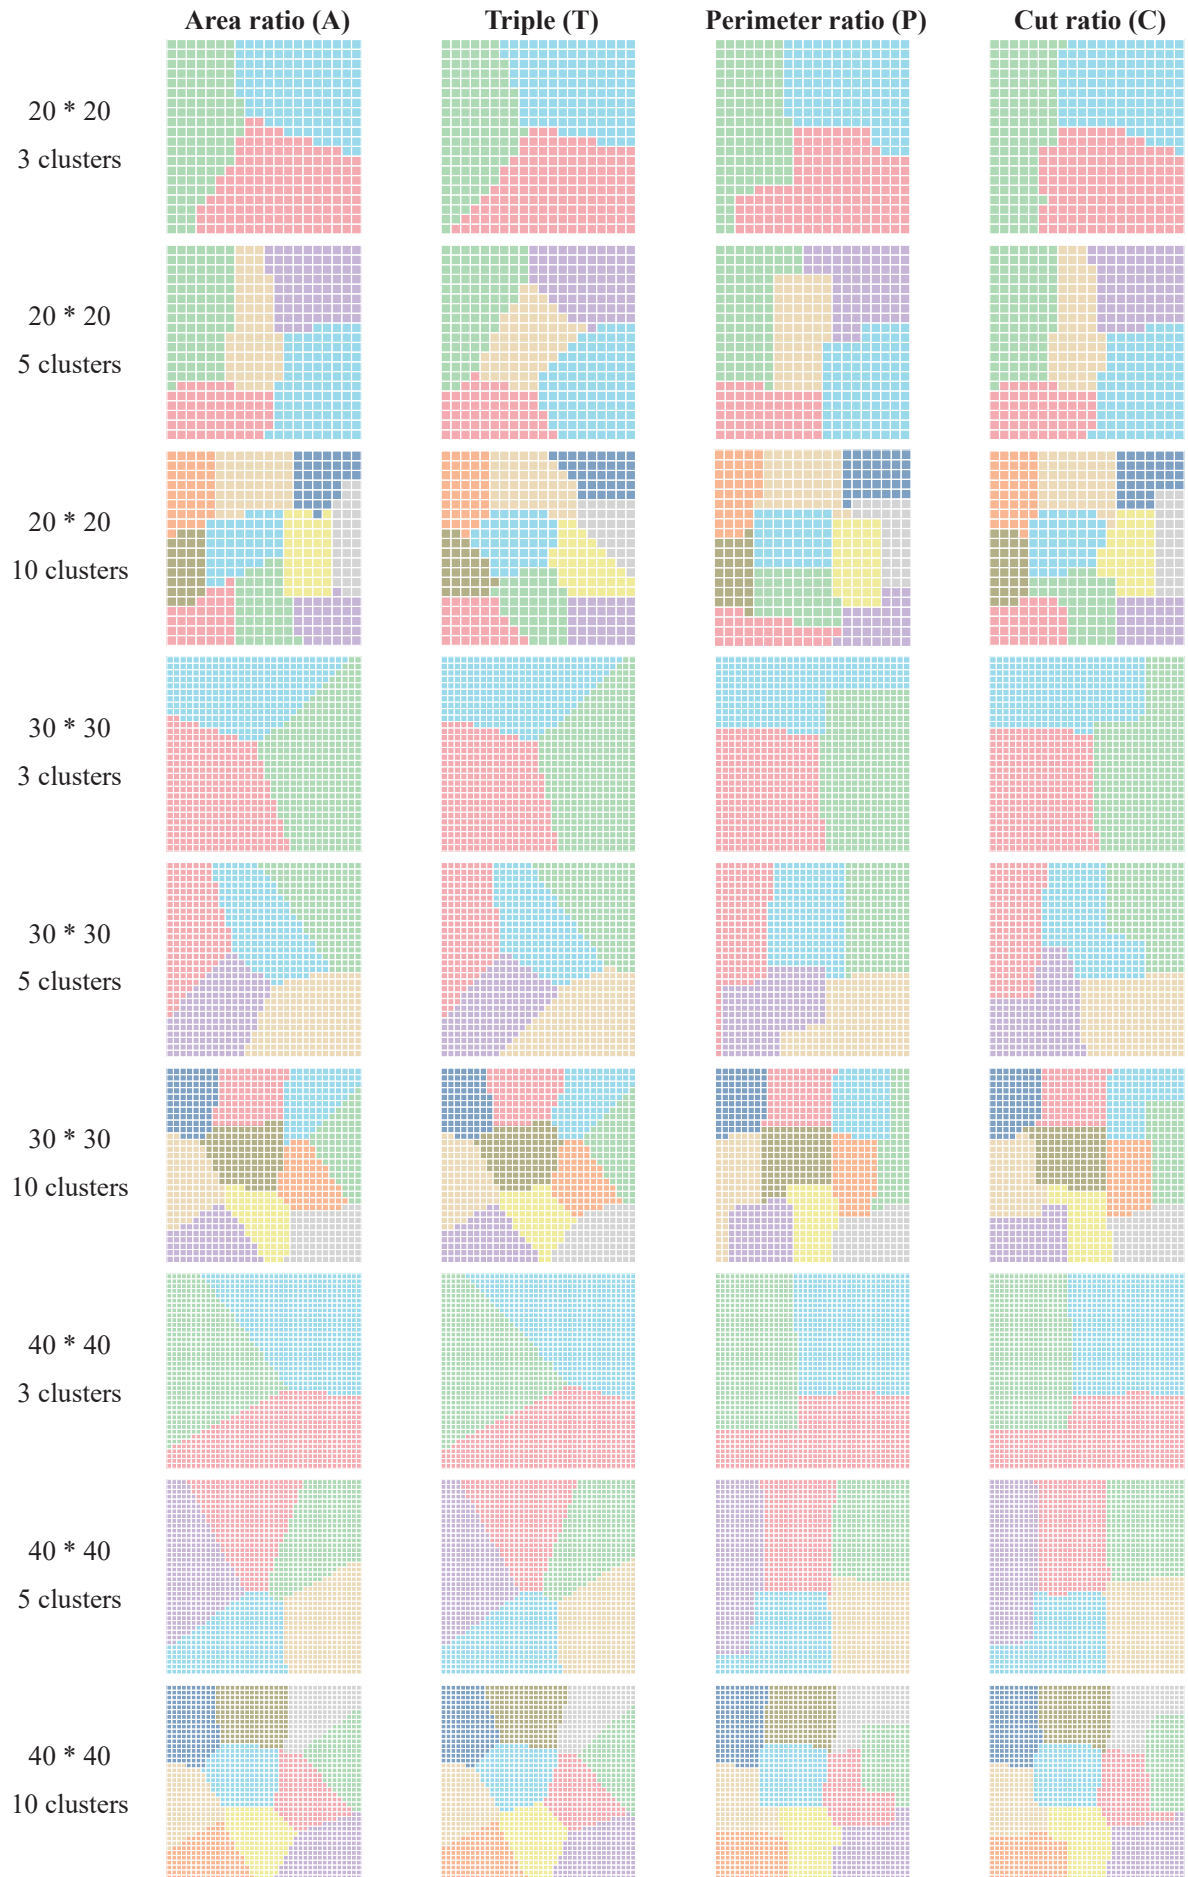 Area ratio (A) Triple (T) Perimeter ratio (P) Cut ratio (C)
20 * 20
3 clusters
20 * 20
5 clusters
20 * 20
10 clusters
30 * 30
3 clusters
30 * 30
5 clusters
30 * 30
10 clusters
40 * 40
3 clusters
40 * 40
5 clusters
40 * 40
10 clusters